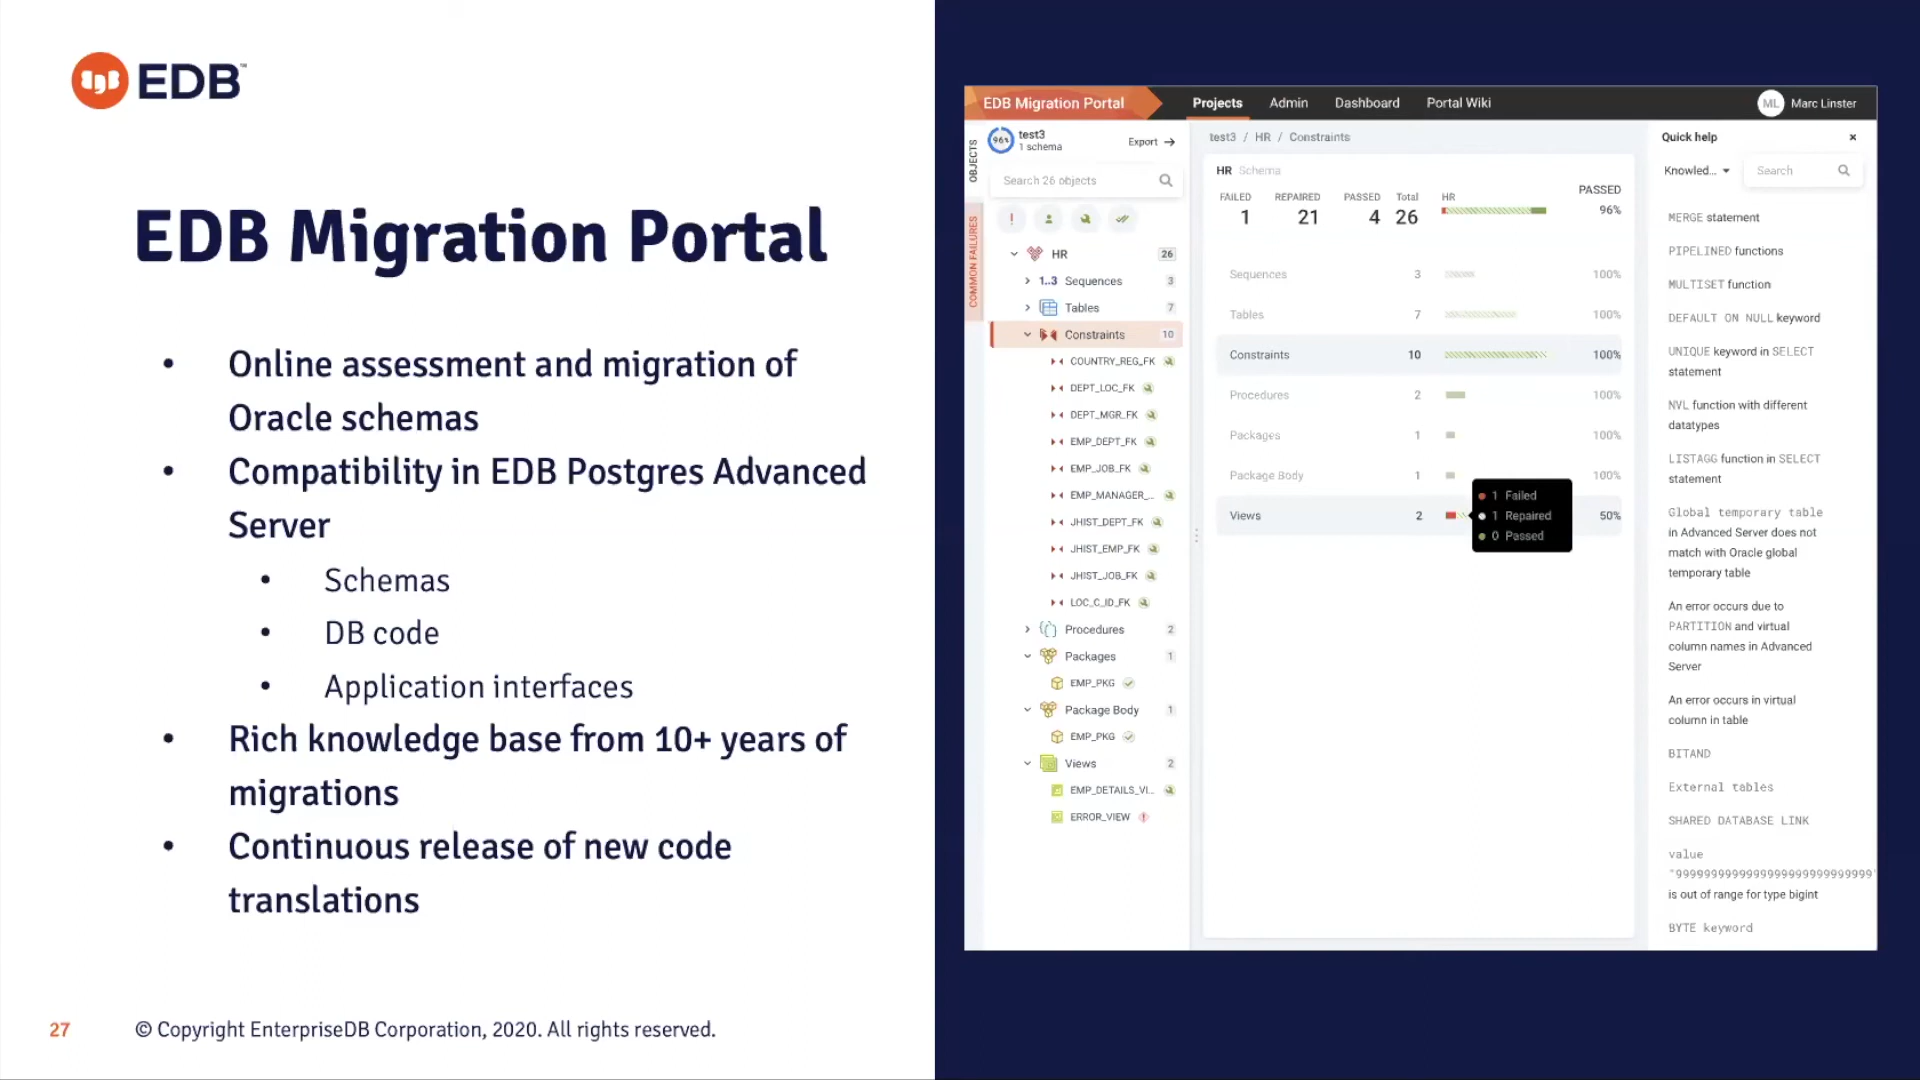 EDB™
EDB Migration Portal
• Online assessment and migration of
Oracle schemas
• Compatibility in EDB Postgres Advanced
Server
• Schemas
• DB code
• Application interfaces
• Rich knowledge base from 10+ years of
migrations
• Continuous release of new code
translations
27
© Copyright EnterpriseDB Corporation, 2020. All rights reserved.
EDB Migration Portal Projects Admin Dashboard Portal Wiki ML Marc Linster
OBJECTS
COMMON FAILURES
96% test3
1 schema
Export →
Search 26 objects
HR 26
1..3 Sequences 3
Tables 7
Constraints 10
COUNTRY_REG_FK
DEPT_LOC_FK
DEPT_MGR_FK
EMP_DEPT_FK
EMP_JOB_FK
EMP_MANAGER_...
JHIST_DEPT_FK
JHIST_EMP_FK
JHIST_JOB_FK
LOC_C_ID_FK
Procedures 2
Packages 1
EMP_PKG
Package Body 1
EMP_PKG
Views 2
EMP_DETAILS_VI...
ERROR_VIEW
test3 / HR / Constraints
HR Schema
FAILED REPAIRED PASSED Total HR PASSED
1 21 4 26 96%
Sequences 3 100%
Tables 7 100%
Constraints 10 100%
Procedures 2 100%
Packages 1 100%
Package Body 1 100%
Views 2 50%
1 Failed
1 Repaired
0 Passed
Quick help ×
Knowled... Search
MERGE statement
PIPELINED functions
MULTISET function
DEFAULT ON NULL keyword
UNIQUE keyword in SELECT
statement
NVL function with different
datatypes
LISTAGG function in SELECT
statement
Global temporary table
in Advanced Server does not
match with Oracle global
temporary table
An error occurs due to
PARTITION and virtual
column names in Advanced
Server
An error occurs in virtual
column in table
BITAND
External tables
SHARED DATABASE LINK
value
is out of range for type bigint
BYTE keyword